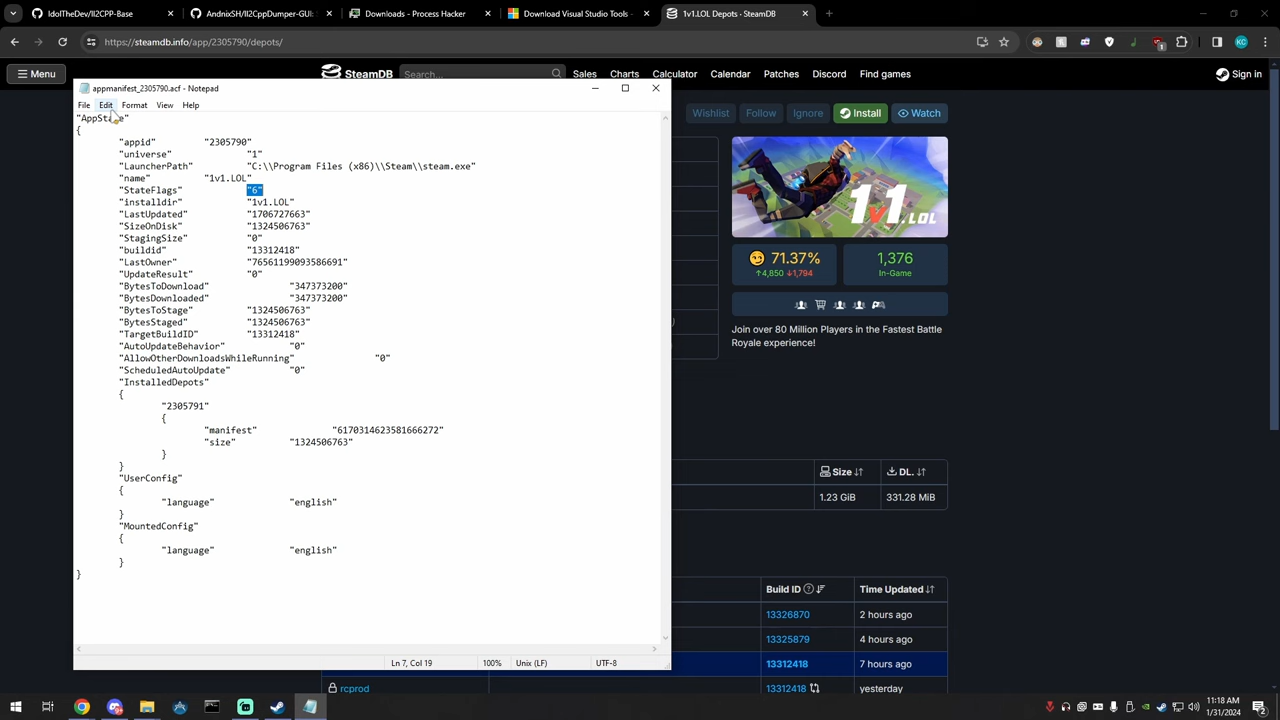 IdolTheDev/IL2CPP-Base
AndnixSH/Il2CppDumper-GUI:
Downloads - Process Hacker
Download Visual Studio Tools -
1v1.LOL Depots - SteamDB
https://steamdb.info/app/2305790/depots/
Menu
SteamDB
Search...
Sales
Charts
Calculator
Calendar
Patches
Discord
Find games
Sign in
appmanifest_2305790.acf - Notepad
File
Edit
Format
View
Help
Wishlist
Follow
Ignore
Install
Watch
"AppState"
{
"appid" "2305790"
"universe" "1"
"LauncherPath" "C:\\Program Files (x86)\\Steam\\steam.exe"
"name" "1v1.LOL"
"StateFlags" "6"
"installdir" "1v1.LOL"
"LastUpdated" "1706727663"
"SizeOnDisk" "1324506763"
"StagingSize" "0"
"buildid" "13312418"
"LastOwner" "76561199093586691"
"UpdateResult" "0"
"BytesToDownload" "347373200"
"BytesDownloaded" "347373200"
"BytesToStage" "1324506763"
"BytesStaged" "1324506763"
"TargetBuildID" "13312418"
"AutoUpdateBehavior" "0"
"AllowOtherDownloadsWhileRunning" "0"
"ScheduledAutoUpdate" "0"
"InstalledDepots"
{
"2305791"
{
"manifest" "6170314623581666272"
"size" "1324506763"
}
}
"UserConfig"
{
"language" "english"
}
"MountedConfig"
{
"language" "english"
}
}
Ln 7, Col 19
100%
Unix (LF)
UTF-8
1v1.LOL
71.37%
↑4,850 ↓1,794
1,376
In-Game
Join over 80 Million Players in the Fastest Battle
Royale experience!
Size
DL.
1.23 GiB
331.28 MiB
Build ID
Time Updated
13326870
2 hours ago
13325879
4 hours ago
13312418
7 hours ago
rcprod
13312418
yesterday
11:18 AM
1/31/2024